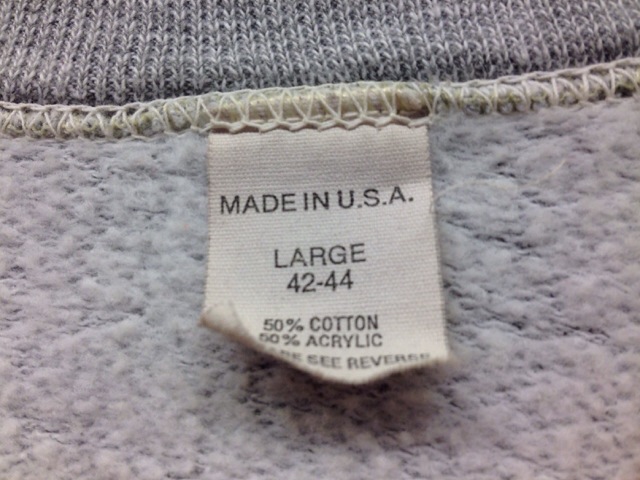 MADE IN U.S.A.
LARGE
42-44
50% COTTON
50% ACRYLIC
SEE REVERSE